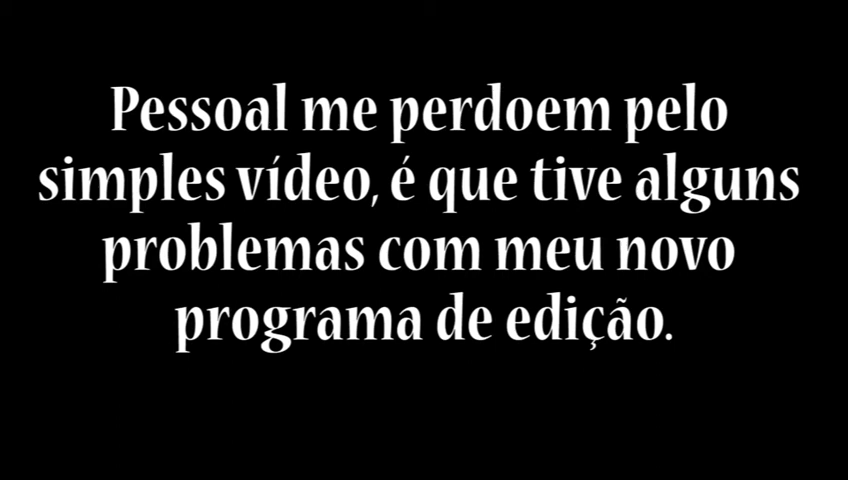 Pessoal me perdoem pelo
simples vídeo, é que tive alguns
problemas com meu novo
programa de edição.